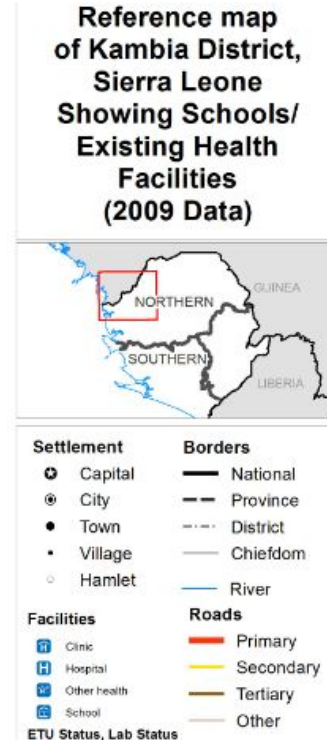 Reference map
of Kambia District,
Sierra Leone
Showing Schools/
Existing Health
Facilities
(2009 Data)
GUINEA
NORTHERN
SOUTHERN
LIBERIA
Settlement
Capital
City
Town
Village
Hamlet
Borders
National
Province
District
Chiefdom
River
Facilities
Clinic
H Hospital
Other health
School
Roads
Primary
Secondary
Tertiary
Other
ETU Status, Lab Status